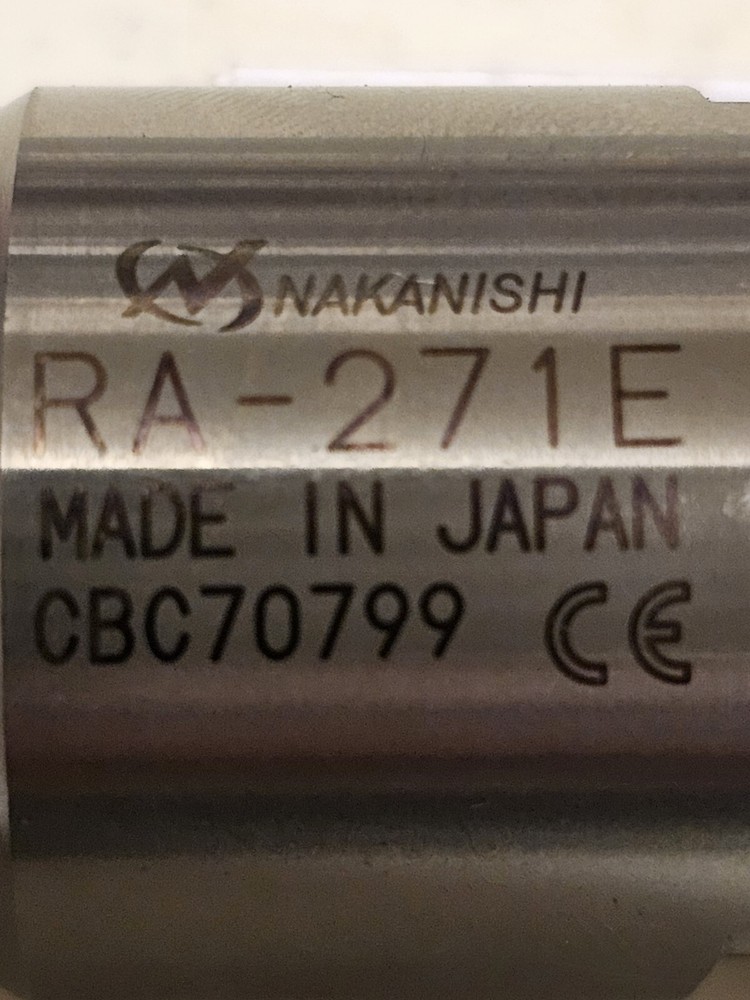 NAKANISHI
RA-271E
MADE IN JAPAN
CBC70799 CE